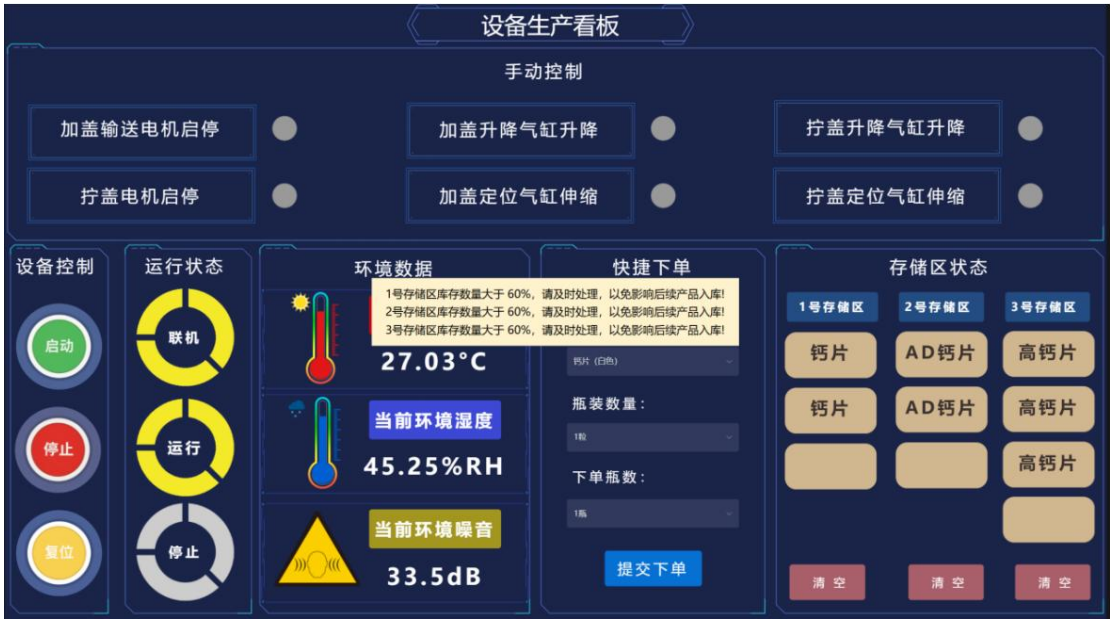 设备生产看板
手动控制
加盖输送电机启停
加盖升降气缸升降
拧盖升降气缸升降
拧盖电机启停
加盖定位气缸伸缩
拧盖定位气缸伸缩
设备控制
启动
停止
复位
运行状态
联机
运行
停止
环境数据
1号存储区库存数量大于 60%，请及时处理，以免影响后续产品入库!
2号存储区库存数量大于 60%，请及时处理，以免影响后续产品入库!
3号存储区库存数量大于 60%，请及时处理，以免影响后续产品入库!
27.03°C
当前环境湿度
45.25%RH
当前环境噪音
33.5dB
快捷下单
钙片（白色）
瓶装数量：
1粒
下单瓶数：
1瓶
提交下单
存储区状态
1号存储区
2号存储区
3号存储区
钙片
AD钙片
高钙片
钙片
AD钙片
高钙片
高钙片
清空
清空
清空